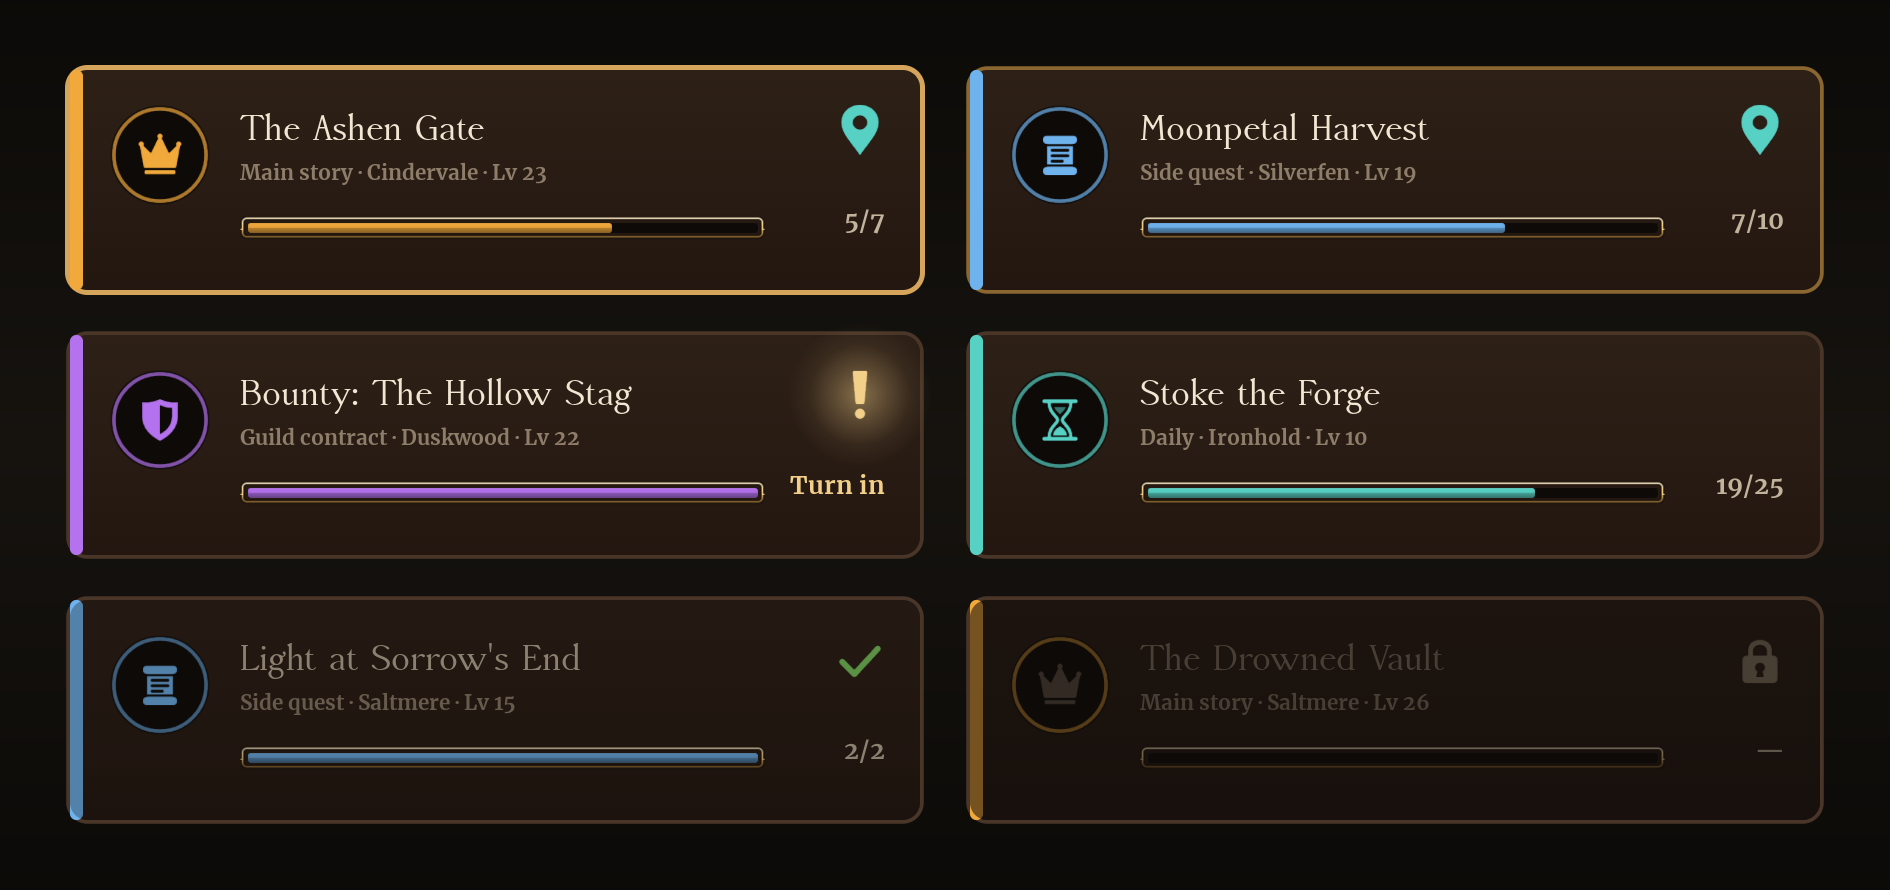 The Ashen Gate
Main story · Cindervale · Lv 23
5/7
Moonpetal Harvest
Side quest · Silverfen · Lv 19
7/10
Bounty: The Hollow Stag
Guild contract · Duskwood · Lv 22
!
Turn in
Stoke the Forge
Daily · Ironhold · Lv 10
19/25
Light at Sorrow's End
Side quest · Saltmere · Lv 15
2/2
The Drowned Vault
Main story · Saltmere · Lv 26
—